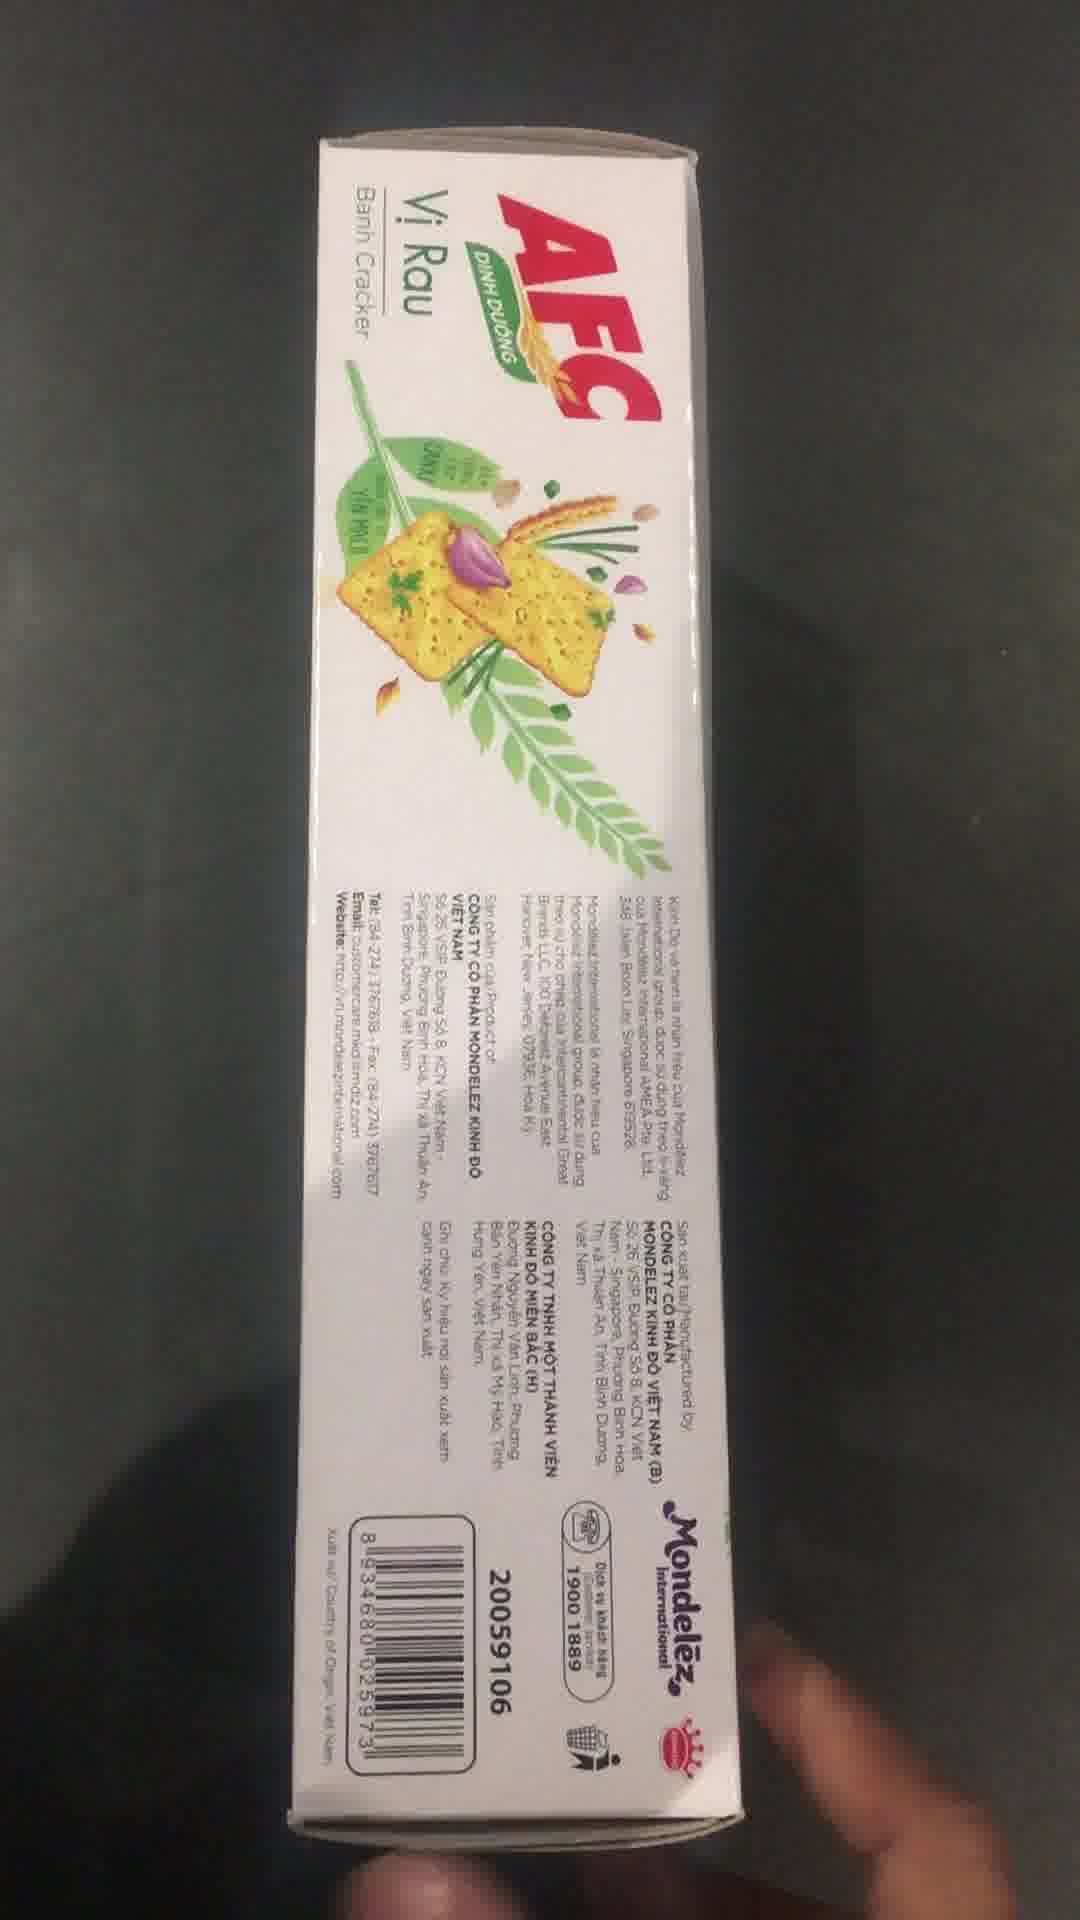 AFC
DINH DƯỠNG
Vị Rau
Bánh Cracker
CANXI
Kinh Đô và hình là nhãn hiệu của Mondelēz
International group, được sử dụng theo li-xăng
của Mondelez International AMEA Pte. Ltd.
346 Jalan Boon Lay, Singapore 619528.
Mondelez International là nhãn hiệu của
Mondelez International group, được sử dụng
theo sự cho phép của Intercontinental Great
Brands LLC, 100 Deforest Avenue East
Hanover, New Jersey, 07936, Hoa Kỳ.
Sản phẩm của/Product of:
CÔNG TY CỔ PHẦN MONDELEZ KINH ĐÔ
VIỆT NAM
Số 26 VSIP, Đường Số 8, KCN Việt Nam -
Singapore, Phường Bình Hòa, Thị xã Thuận An,
Tỉnh Bình Dương, Việt Nam
Tel: (84-274) 3767618 - Fax: (84-274) 3767617
Email: customercare.mkd@mdlz.com
Website: http://vn.mondelezinternational.com
Sản xuất tại/Manufactured by:
CÔNG TY CỔ PHẦN
MONDELEZ KINH ĐÔ VIỆT NAM (B)
Số 26 VSIP, Đường Số 8, KCN Việt
Nam - Singapore, Phường Bình Hòa,
Thị xã Thuận An, Tỉnh Bình Dương,
Việt Nam
CÔNG TY TNHH MỘT THÀNH VIÊN
KINH ĐÔ MIỀN BẮC (H)
Đường Nguyễn Văn Linh, Phường
Bần Yên Nhân, Thị xã Mỹ Hào, Tỉnh
Hưng Yên, Việt Nam.
Ghi chú: Ký hiệu nơi sản xuất xem
cạnh ngày sản xuất
Mondelēz
International
Dịch vụ khách hàng
(Customer service)
1900 1889
20059106
8 934680 025973
Xuất xứ/ Country of Origin: Việt Nam